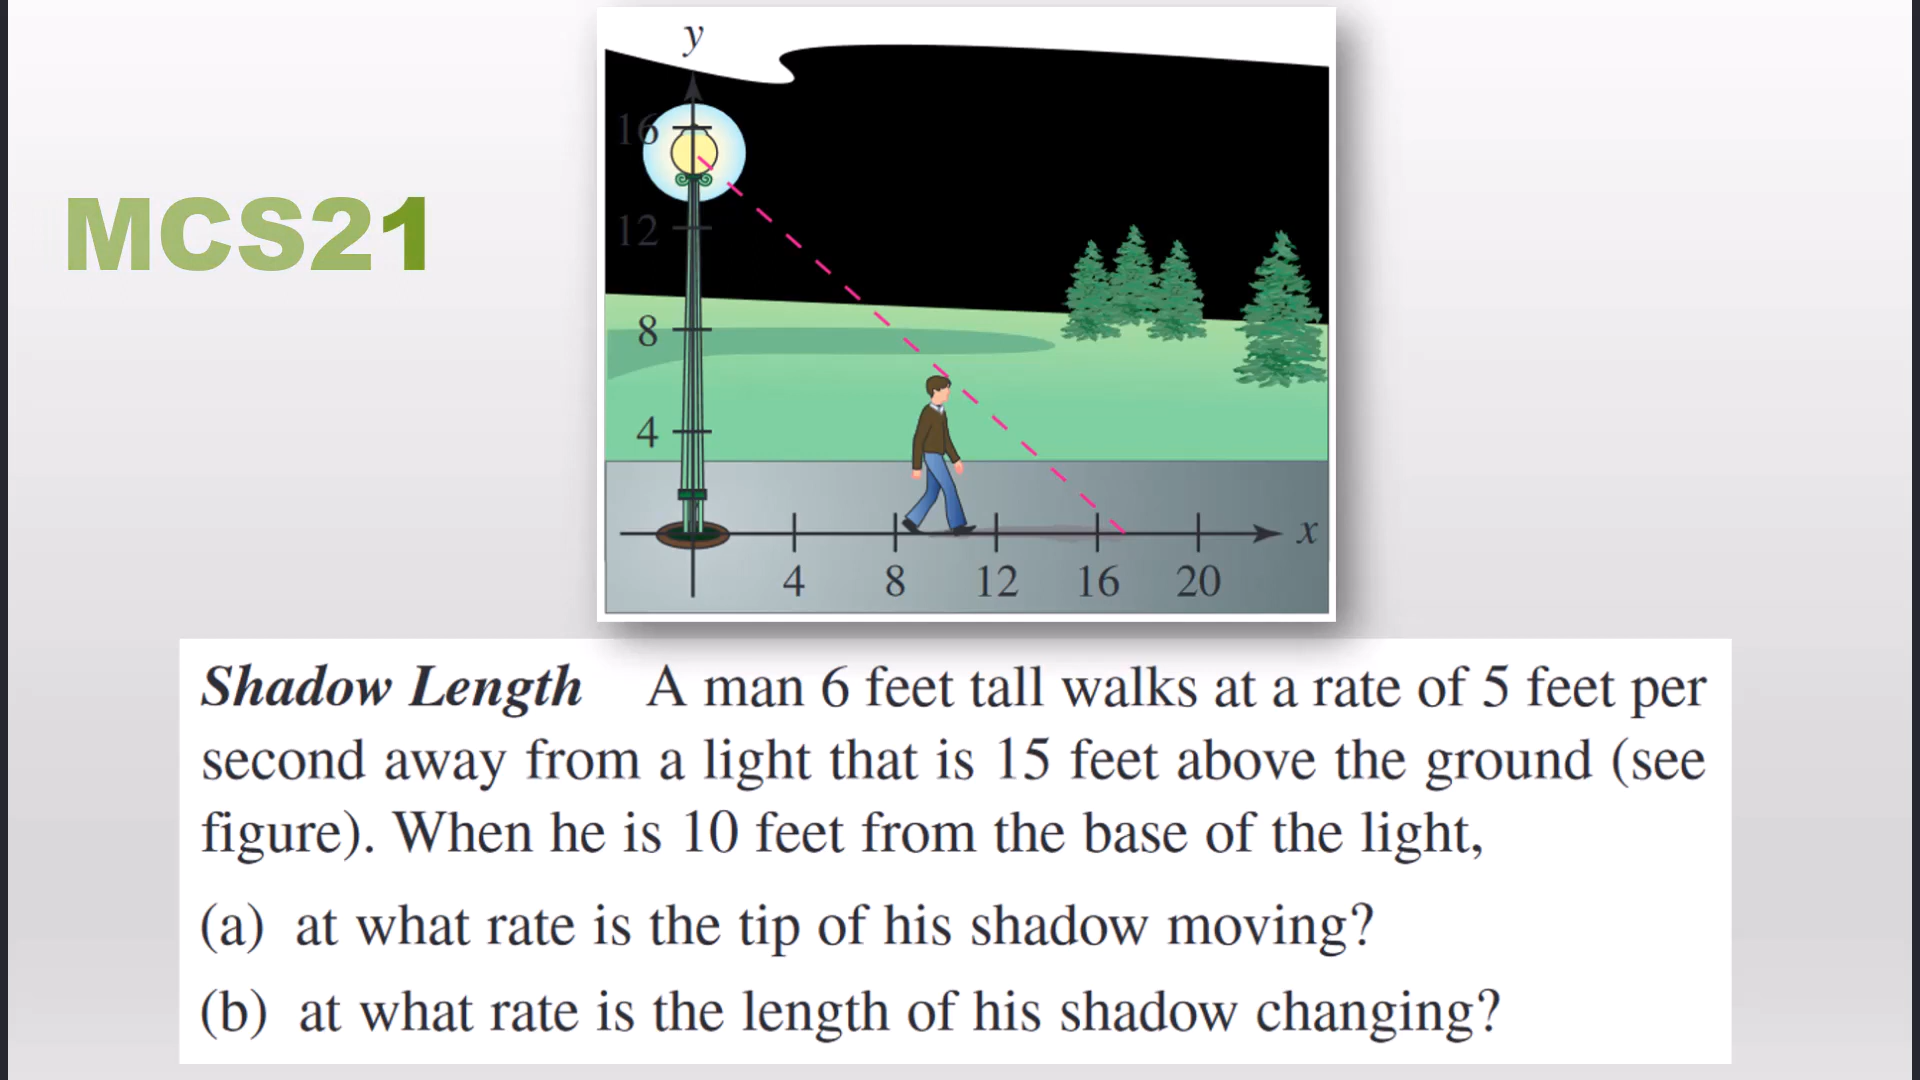 y
16
12
8
4
4 8 12 16 20 x
MCS21
Shadow Length A man 6 feet tall walks at a rate of 5 feet per
second away from a light that is 15 feet above the ground (see
figure). When he is 10 feet from the base of the light,
(a) at what rate is the tip of his shadow moving?
(b) at what rate is the length of his shadow changing?